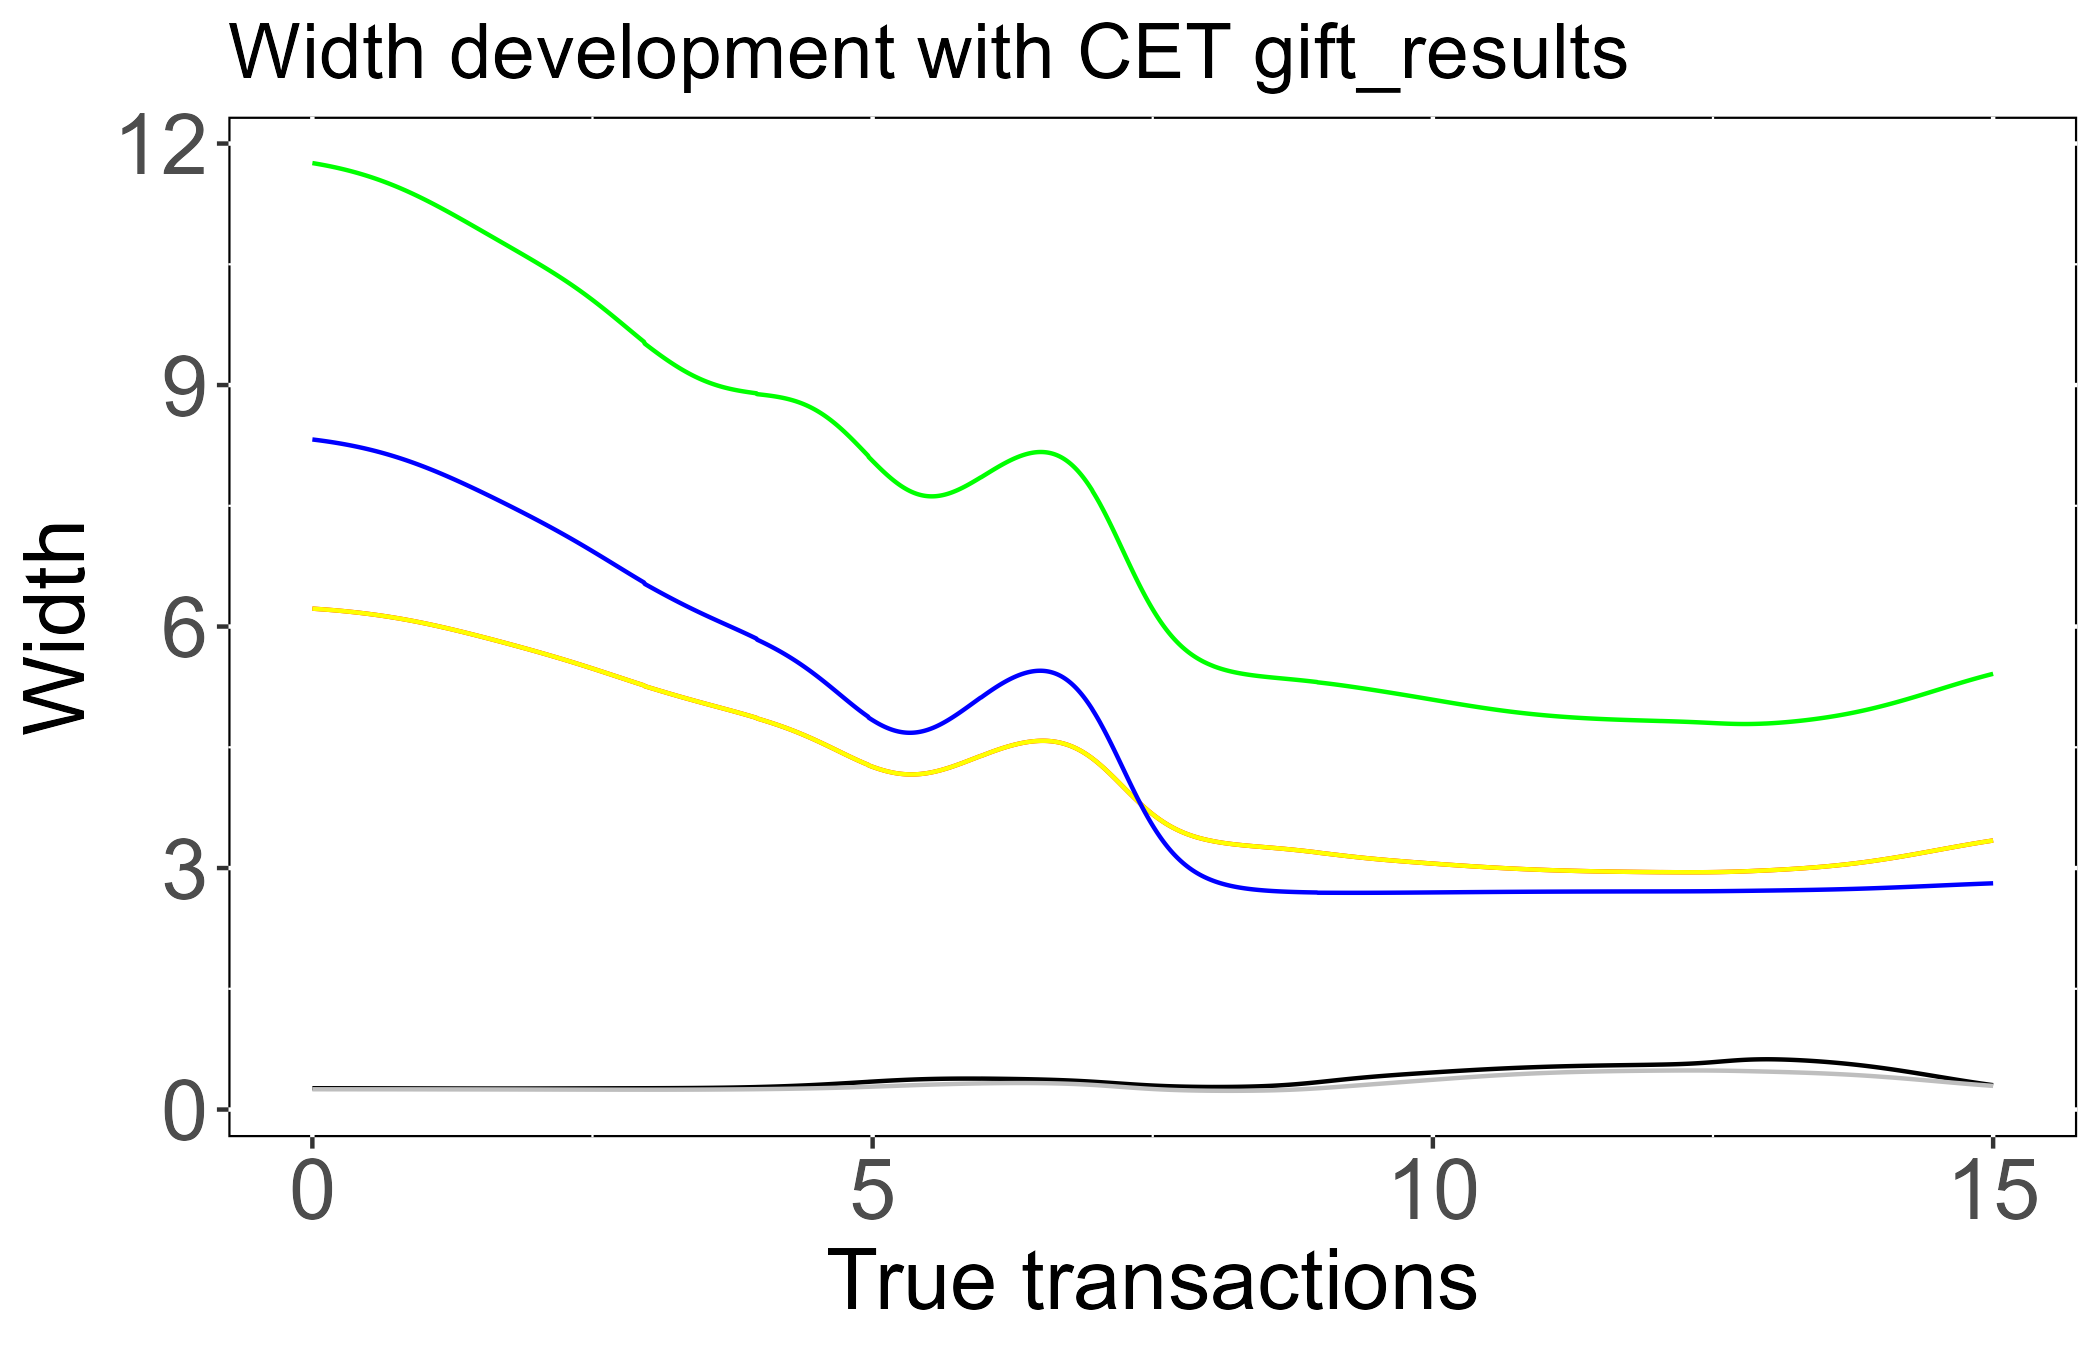 Width development with CET gift_results
12
9
6
3
0
Width
0 5 10 15
True transactions